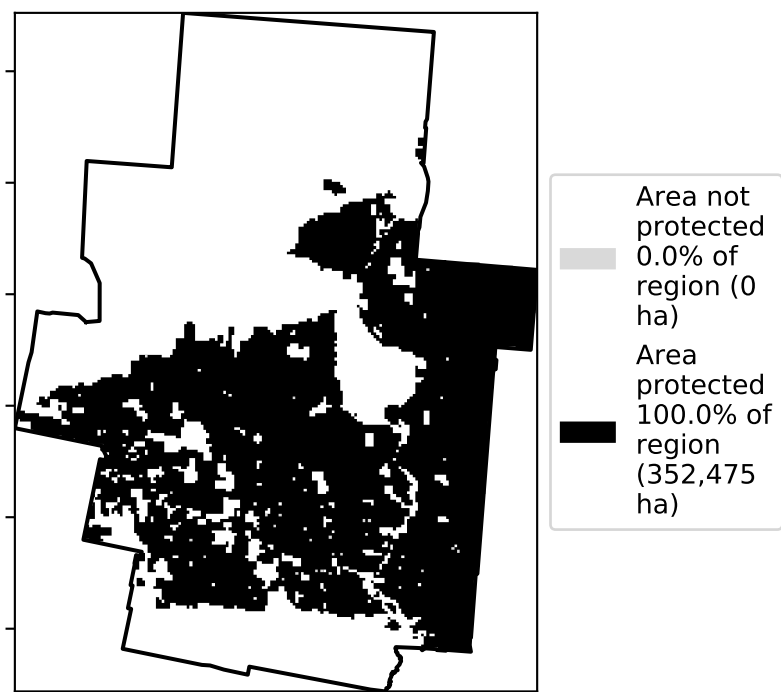 Area not
protected
0.0% of
region (0
ha)
Area
protected
100.0% of
region
(352,475
ha)